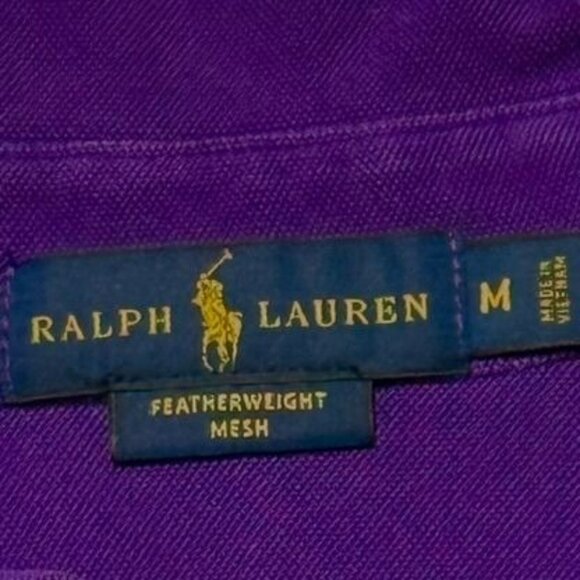 RALPH LAUREN
M
MADE IN
VIETNAM
FEATHERWEIGHT
MESH